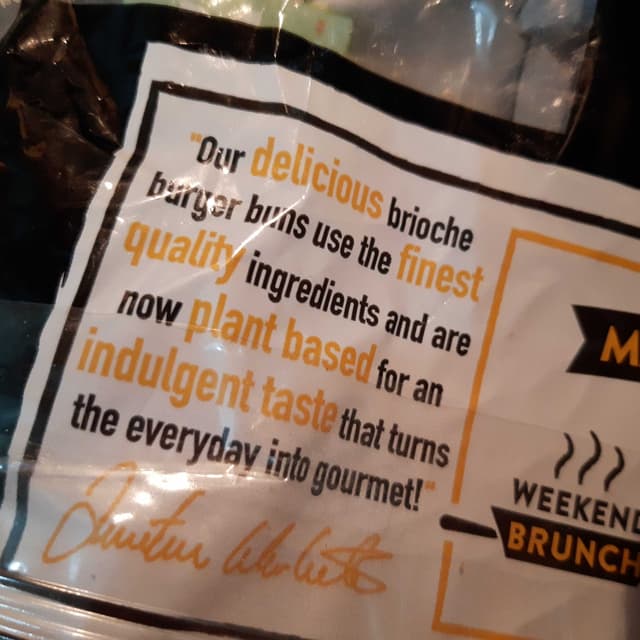 "Our delicious brioche
burger buns use the finest
quality ingredients and are
now plant based for an
indulgent taste that turns
the everyday into gourmet!"
M
WEEKEND
BRUNCH